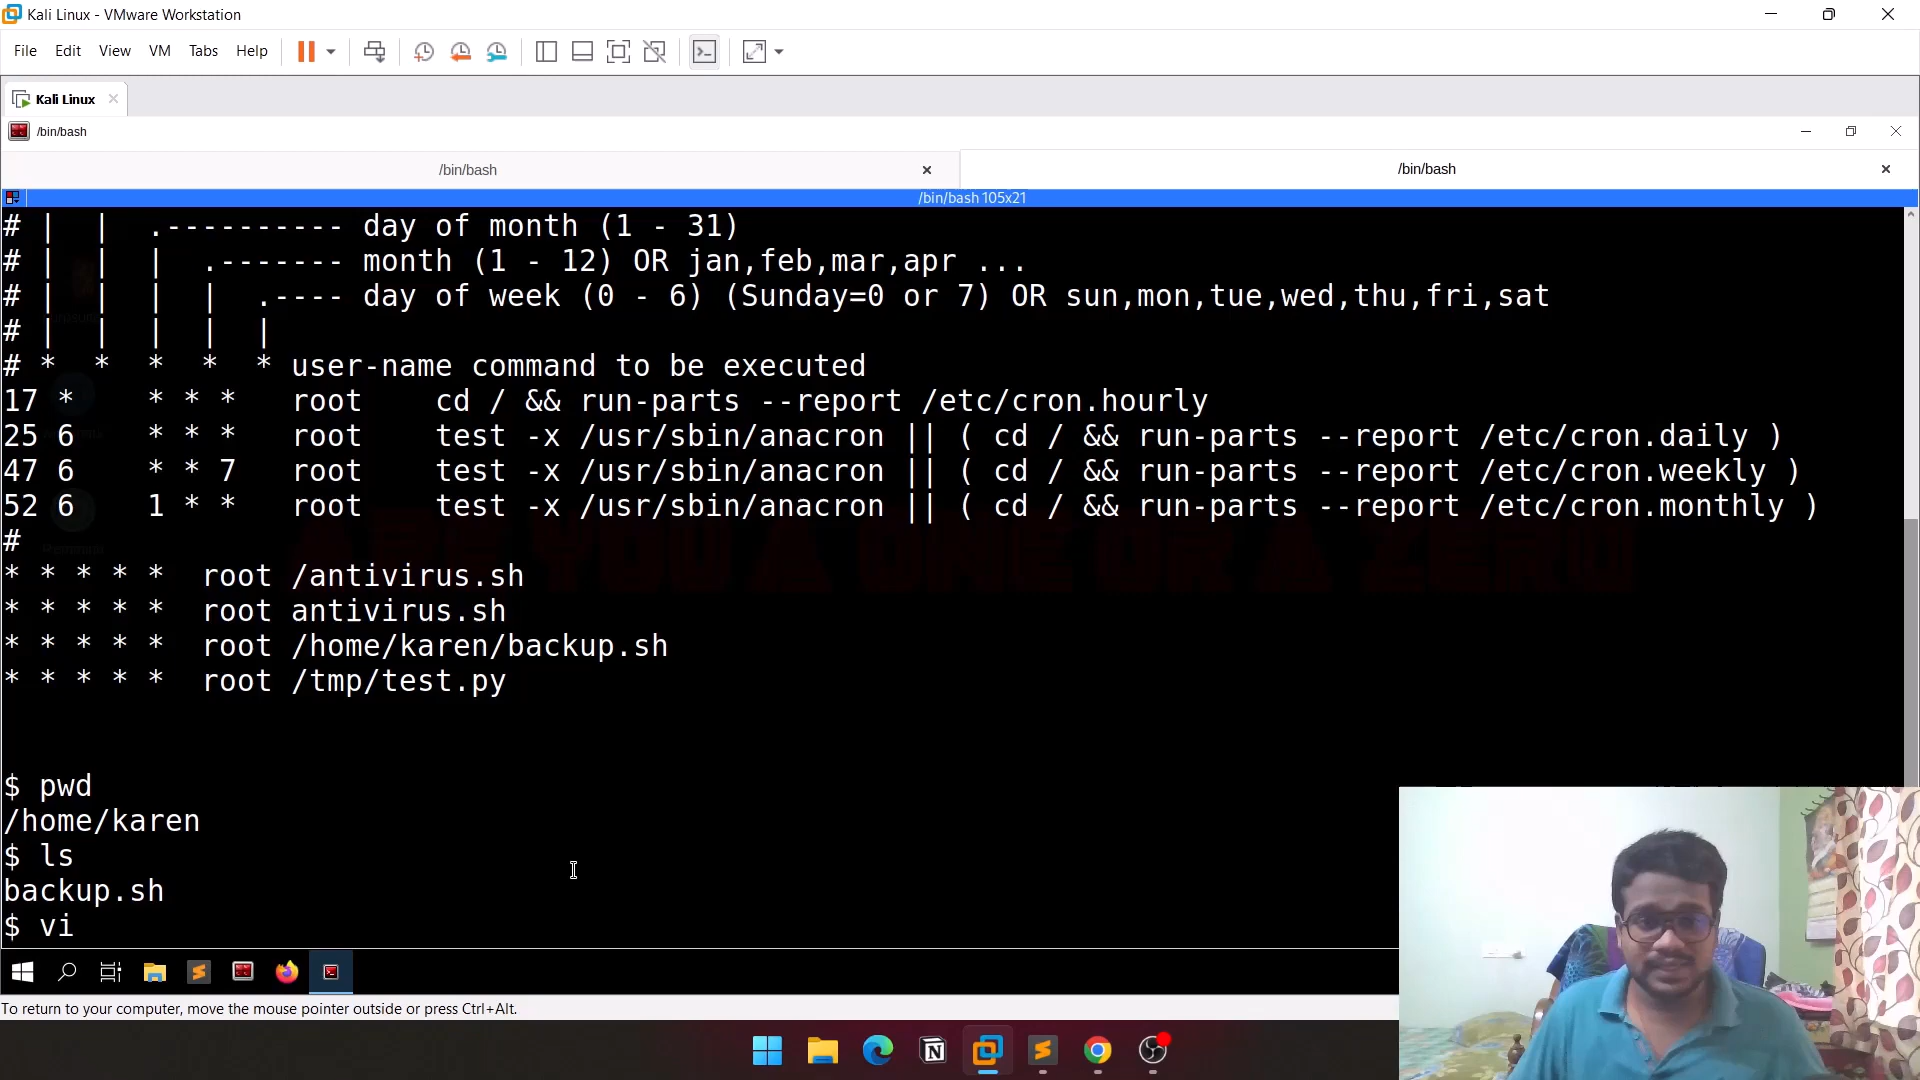 Kali Linux - VMware Workstation
File Edit View VM Tabs Help
Kali Linux
/bin/bash
/bin/bash /bin/bash
/bin/bash 105x21
# | | .---------- day of month (1 - 31)
# | | | .------- month (1 - 12) OR jan,feb,mar,apr ...
# | | | | .---- day of week (0 - 6) (Sunday=0 or 7) OR sun,mon,tue,wed,thu,fri,sat
# | | | | |
# * * * * * user-name command to be executed
17 * * * * root cd / && run-parts --report /etc/cron.hourly
25 6 * * * root test -x /usr/sbin/anacron || ( cd / && run-parts --report /etc/cron.daily )
47 6 * * 7 root test -x /usr/sbin/anacron || ( cd / && run-parts --report /etc/cron.weekly )
52 6 1 * * root test -x /usr/sbin/anacron || ( cd / && run-parts --report /etc/cron.monthly )
#
ARE YOU A ONE OR A ZERO
* * * * * root /antivirus.sh
* * * * * root antivirus.sh
* * * * * root /home/karen/backup.sh
* * * * * root /tmp/test.py
$ pwd
/home/karen
$ ls
backup.sh
$ vi
To return to your computer, move the mouse pointer outside or press Ctrl+Alt.